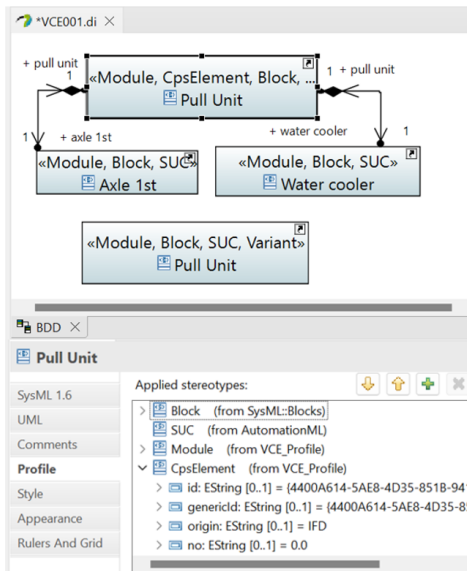 *VCE001.di
+ pull unit
1
«Module, CpsElement, Block, ...
Pull Unit
1
+ pull unit
1
+ axle 1st
+ water cooler
1
«Module, Block, SUC»
Axle 1st
«Module, Block, SUC»
Water cooler
«Module, Block, SUC, Variant»
Pull Unit
BDD
Pull Unit
SysML 1.6
UML
Comments
Profile
Style
Appearance
Rulers And Grid
Applied stereotypes:
Block (from SysML::Blocks)
SUC (from AutomationML)
Module (from VCE_Profile)
CpsElement (from VCE_Profile)
id: EString [0..1] = {4400A614-5AE8-4D35-851B-941
genericId: EString [0..1] = {4400A614-5AE8-4D35-85
origin: EString [0..1] = IFD
no: EString [0..1] = 0.0